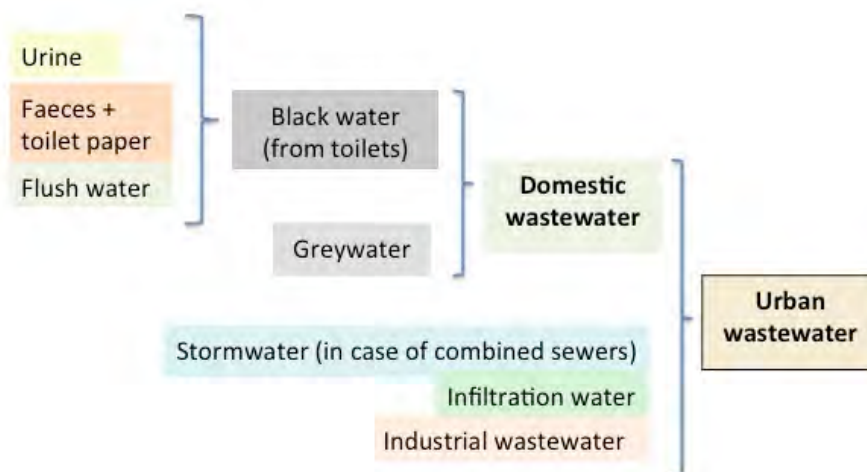 Urine
Faeces +
toilet paper
Flush water
Black water
(from toilets)
Greywater
Domestic
wastewater
Stormwater (in case of combined sewers)
Infiltration water
Industrial wastewater
Urban
wastewater